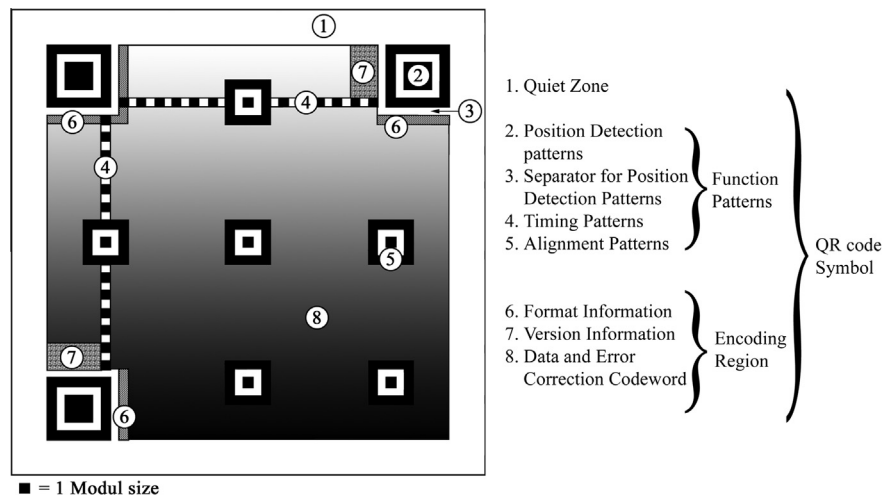 1
7
2
4
3
6
6
4
5
8
7
6
1. Quiet Zone
2. Position Detection
patterns
3. Separator for Position
Detection Patterns
4. Timing Patterns
5. Alignment Patterns
Function
Patterns
6. Format Information
7. Version Information
8. Data and Error
Correction Codeword
Encoding
Region
QR code
Symbol
= 1 Modul size